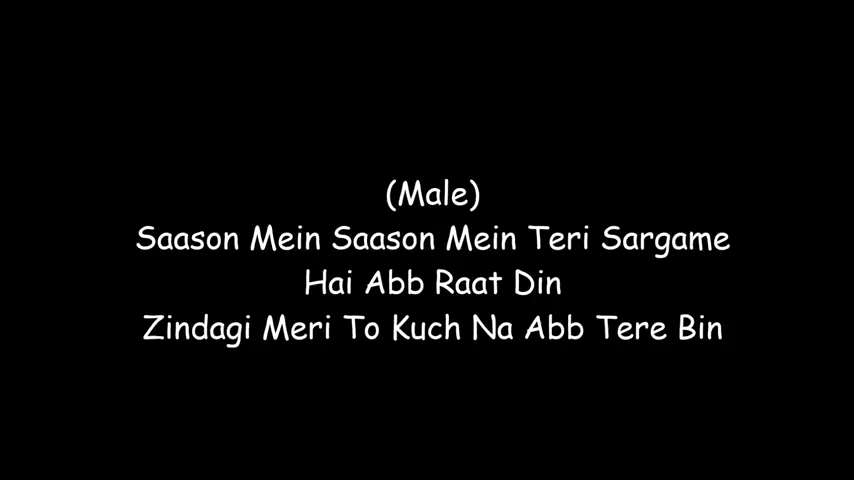 (Male)
Saason Mein Saason Mein Teri Sargame
Hai Abb Raat Din
Zindagi Meri To Kuch Na Abb Tere Bin